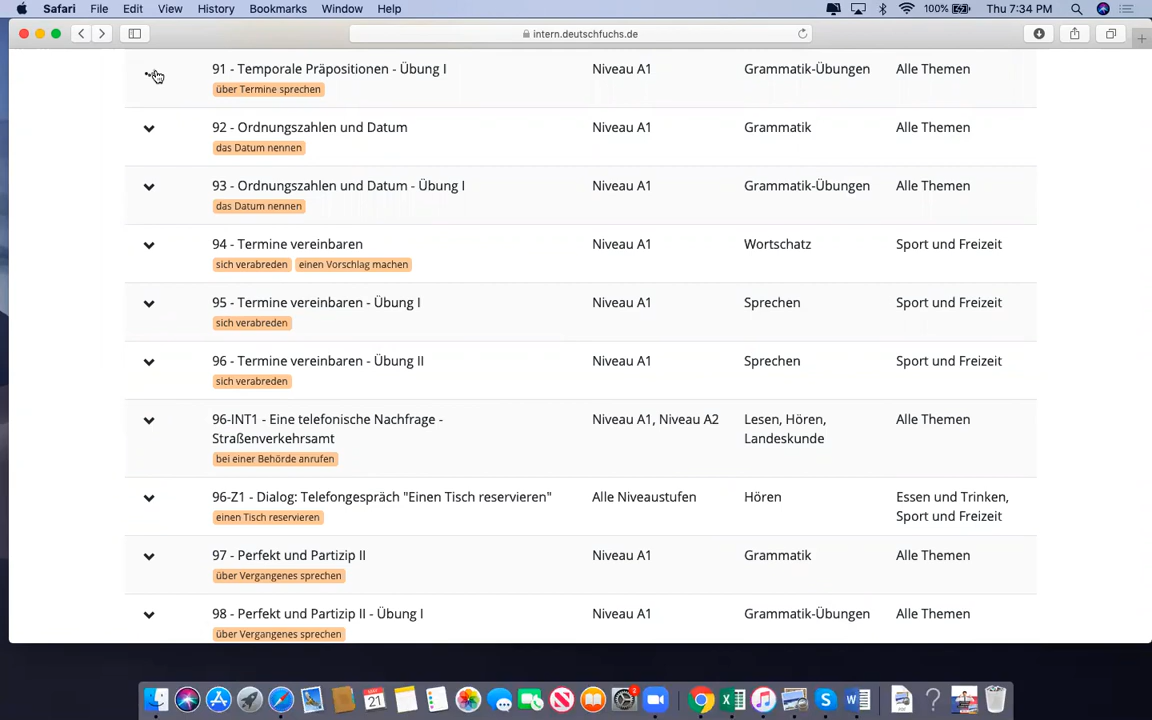 Safari File Edit View History Bookmarks Window Help 100% Thu 7:34 PM
intern.deutschfuchs.de
91 - Temporale Präpositionen - Übung I Niveau A1 Grammatik-Übungen Alle Themen
über Termine sprechen
92 - Ordnungszahlen und Datum Niveau A1 Grammatik Alle Themen
das Datum nennen
93 - Ordnungszahlen und Datum - Übung I Niveau A1 Grammatik-Übungen Alle Themen
das Datum nennen
94 - Termine vereinbaren Niveau A1 Wortschatz Sport und Freizeit
sich verabreden einen Vorschlag machen
95 - Termine vereinbaren - Übung I Niveau A1 Sprechen Sport und Freizeit
sich verabreden
96 - Termine vereinbaren - Übung II Niveau A1 Sprechen Sport und Freizeit
sich verabreden
96-INT1 - Eine telefonische Nachfrage - Niveau A1, Niveau A2 Lesen, Hören, Alle Themen
Straßenverkehrsamt Landeskunde
bei einer Behörde anrufen
96-Z1 - Dialog: Telefongespräch "Einen Tisch reservieren" Alle Niveaustufen Hören Essen und Trinken,
einen Tisch reservieren Sport und Freizeit
97 - Perfekt und Partizip II Niveau A1 Grammatik Alle Themen
über Vergangenes sprechen
98 - Perfekt und Partizip II - Übung I Niveau A1 Grammatik-Übungen Alle Themen
über Vergangenes sprechen
21
2